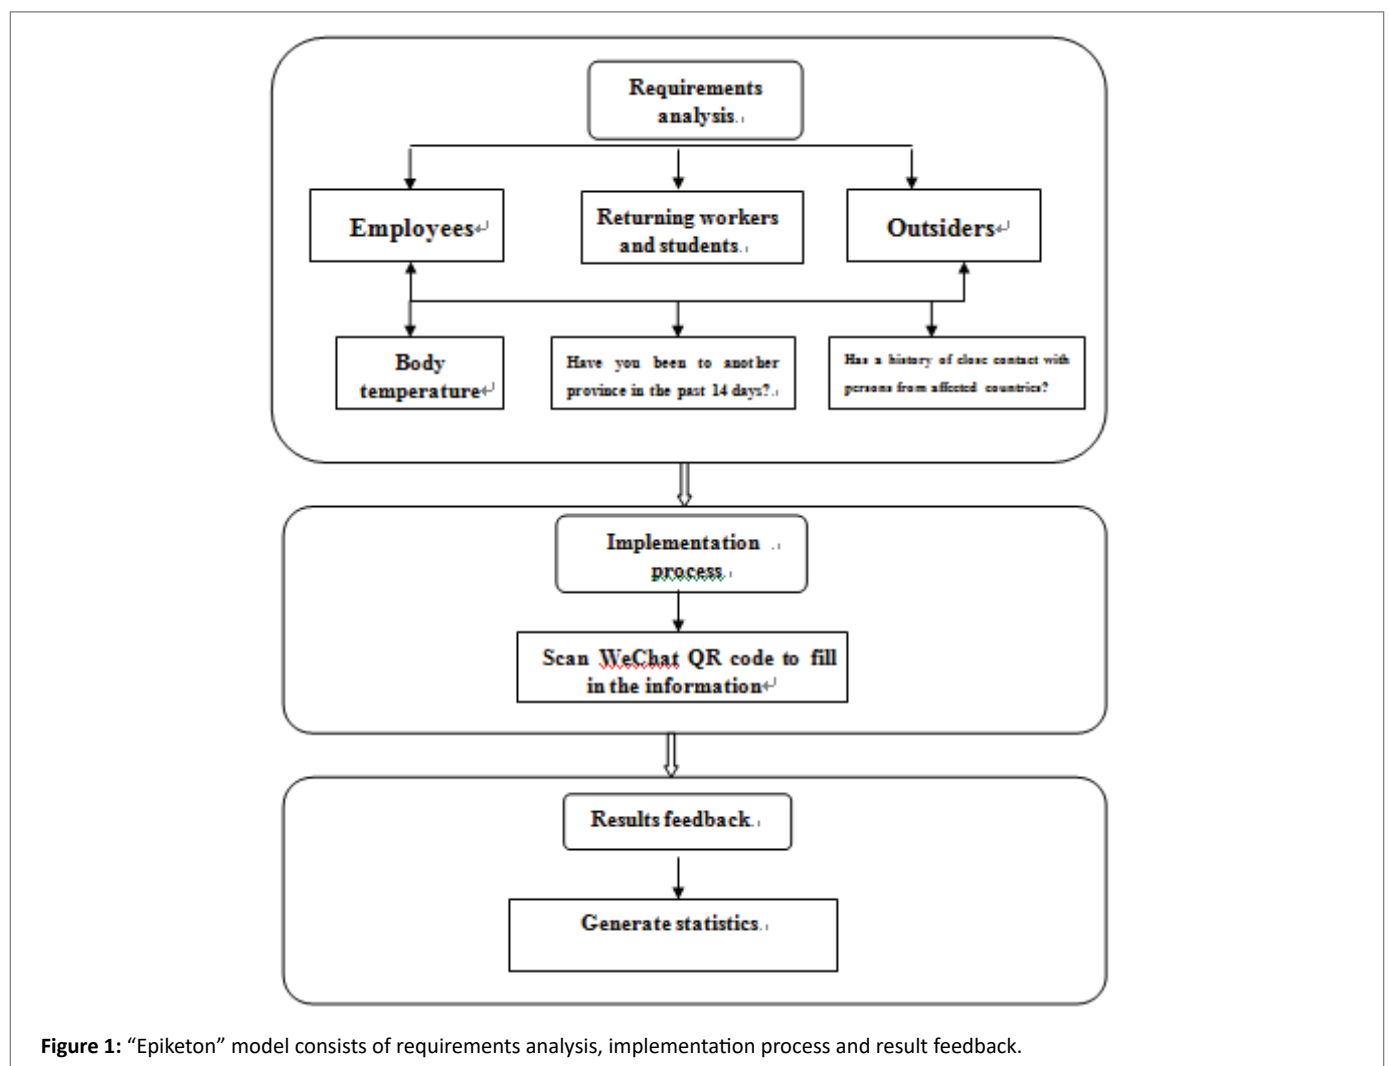 Requirements
analysis.
Employees
Returning workers
and students.
Outsiders
Body
temperature
Have you been to another
province in the past 14 days?.
Has a history of close contact with
persons from affected countries?
Implementation .
process.
Scan WeChat QR code to fill
in the information
Results feedback.
Generate statistics.
Figure 1: “Epiketon” model consists of requirements analysis, implementation process and result feedback.